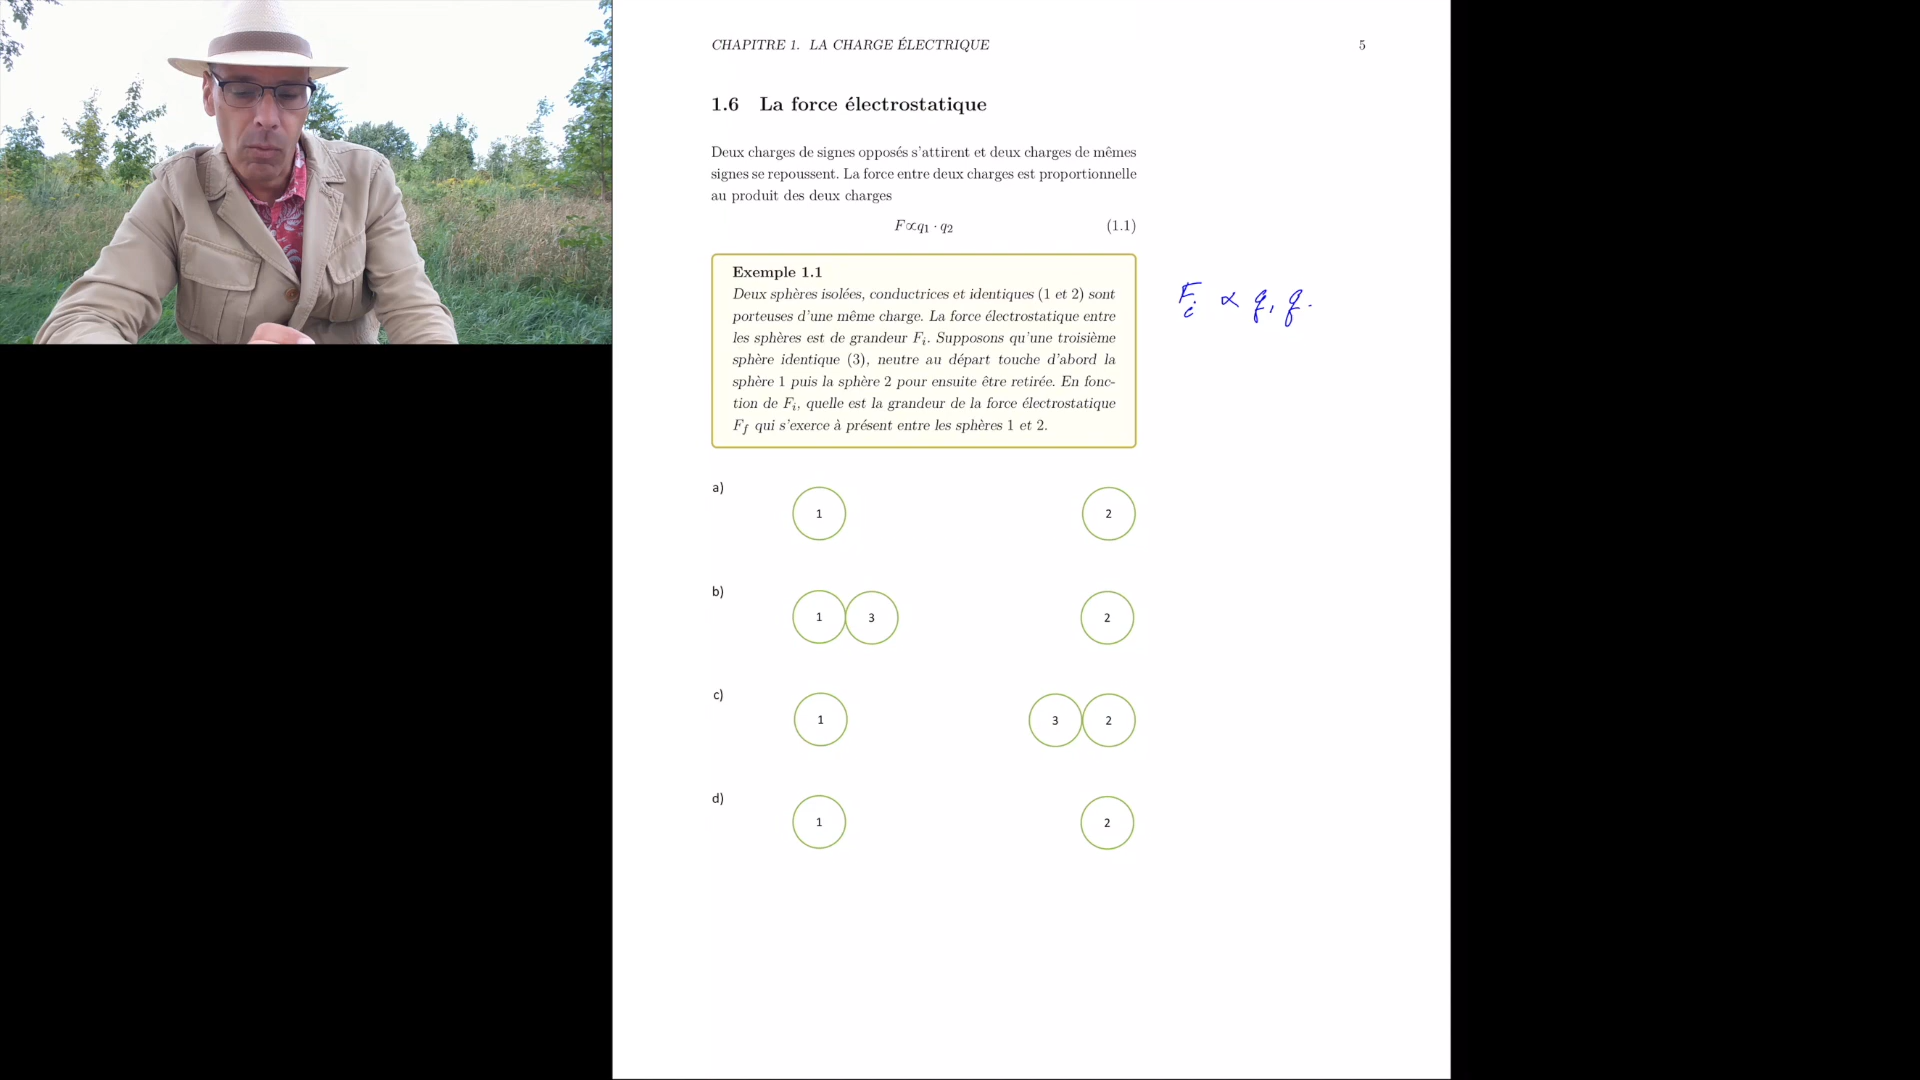 CHAPITRE 1. LA CHARGE ÉLECTRIQUE 5
1.6 La force électrostatique
Deux charges de signes opposés s'attirent et deux charges de mêmes
signes se repoussent. La force entre deux charges est proportionnelle
au produit des deux charges
F∝q₁ · q₂ (1.1)
Exemple 1.1
Deux sphères isolées, conductrices et identiques (1 et 2) sont
porteuses d'une même charge. La force électrostatique entre
les sphères est de grandeur Fᵢ. Supposons qu'une troisième
sphère identique (3), neutre au départ touche d'abord la
sphère 1 puis la sphère 2 pour ensuite être retirée. En fonc-
tion de Fᵢ, quelle est la grandeur de la force électrostatique
F_f qui s'exerce à présent entre les sphères 1 et 2.
Fᵢ ∝ q₁ q.
a) 1 2
b) 1 3 2
c) 1 3 2
d) 1 2